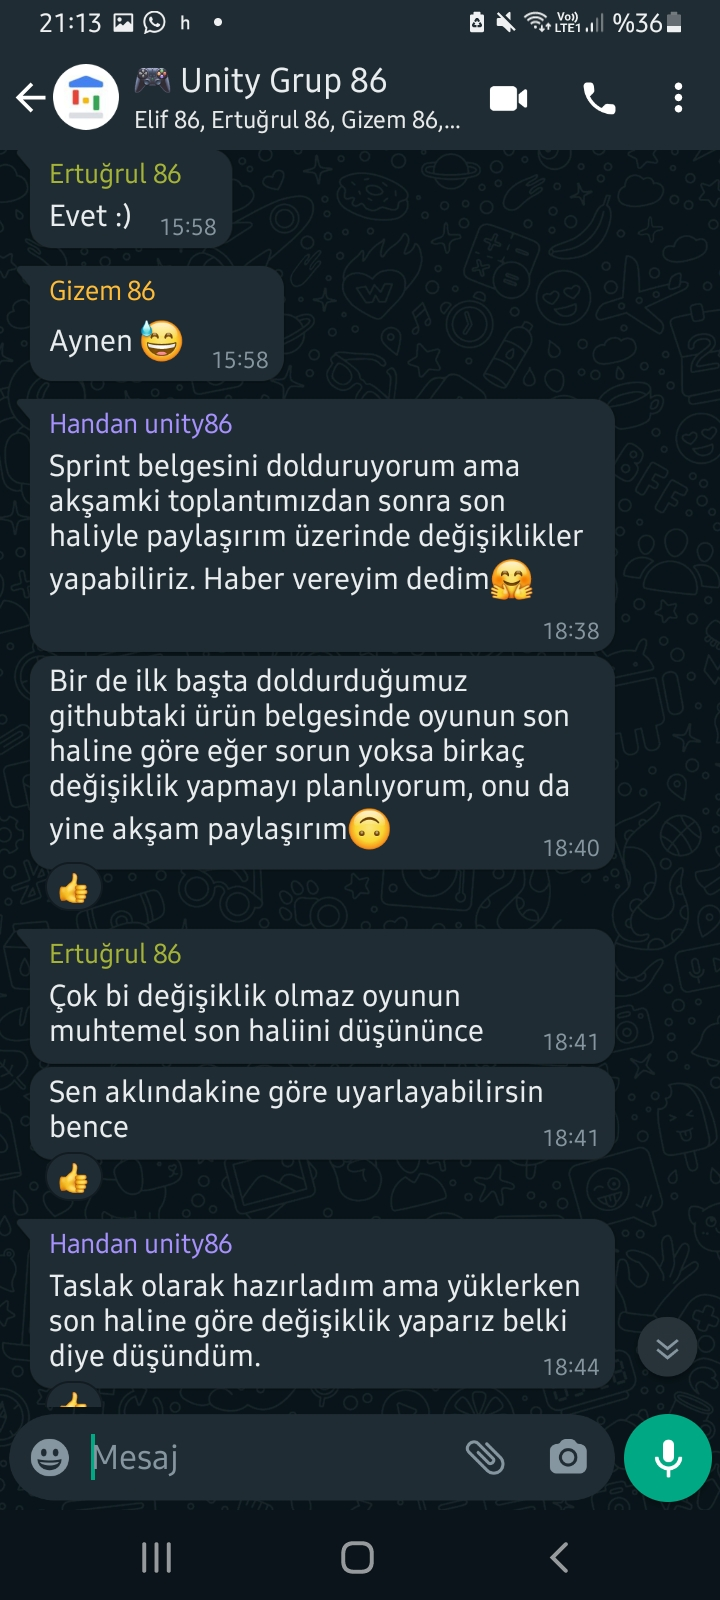 21:13 h %36
Vo)) LTE1
🎮 Unity Grup 86
Elif 86, Ertuğrul 86, Gizem 86,...
Ertuğrul 86
Evet :) 15:58
Gizem 86
Aynen 😅 15:58
Handan unity86
Sprint belgesini dolduruyorum ama
akşamki toplantımızdan sonra son
haliyle paylaşırım üzerinde değişiklikler
yapabiliriz. Haber vereyim dedim🤗
18:38
Bir de ilk başta doldurduğumuz
githubtaki ürün belgesinde oyunun son
haline göre eğer sorun yoksa birkaç
değişiklik yapmayı planlıyorum, onu da
yine akşam paylaşırım🙃 18:40
👍
Ertuğrul 86
Çok bi değişiklik olmaz oyunun
muhtemel son haliini düşününce 18:41
Sen aklındakine göre uyarlayabilirsin
bence 18:41
👍
Handan unity86
Taslak olarak hazırladım ama yüklerken
son haline göre değişiklik yaparız belki
diye düşündüm. 18:44
👍
Mesaj